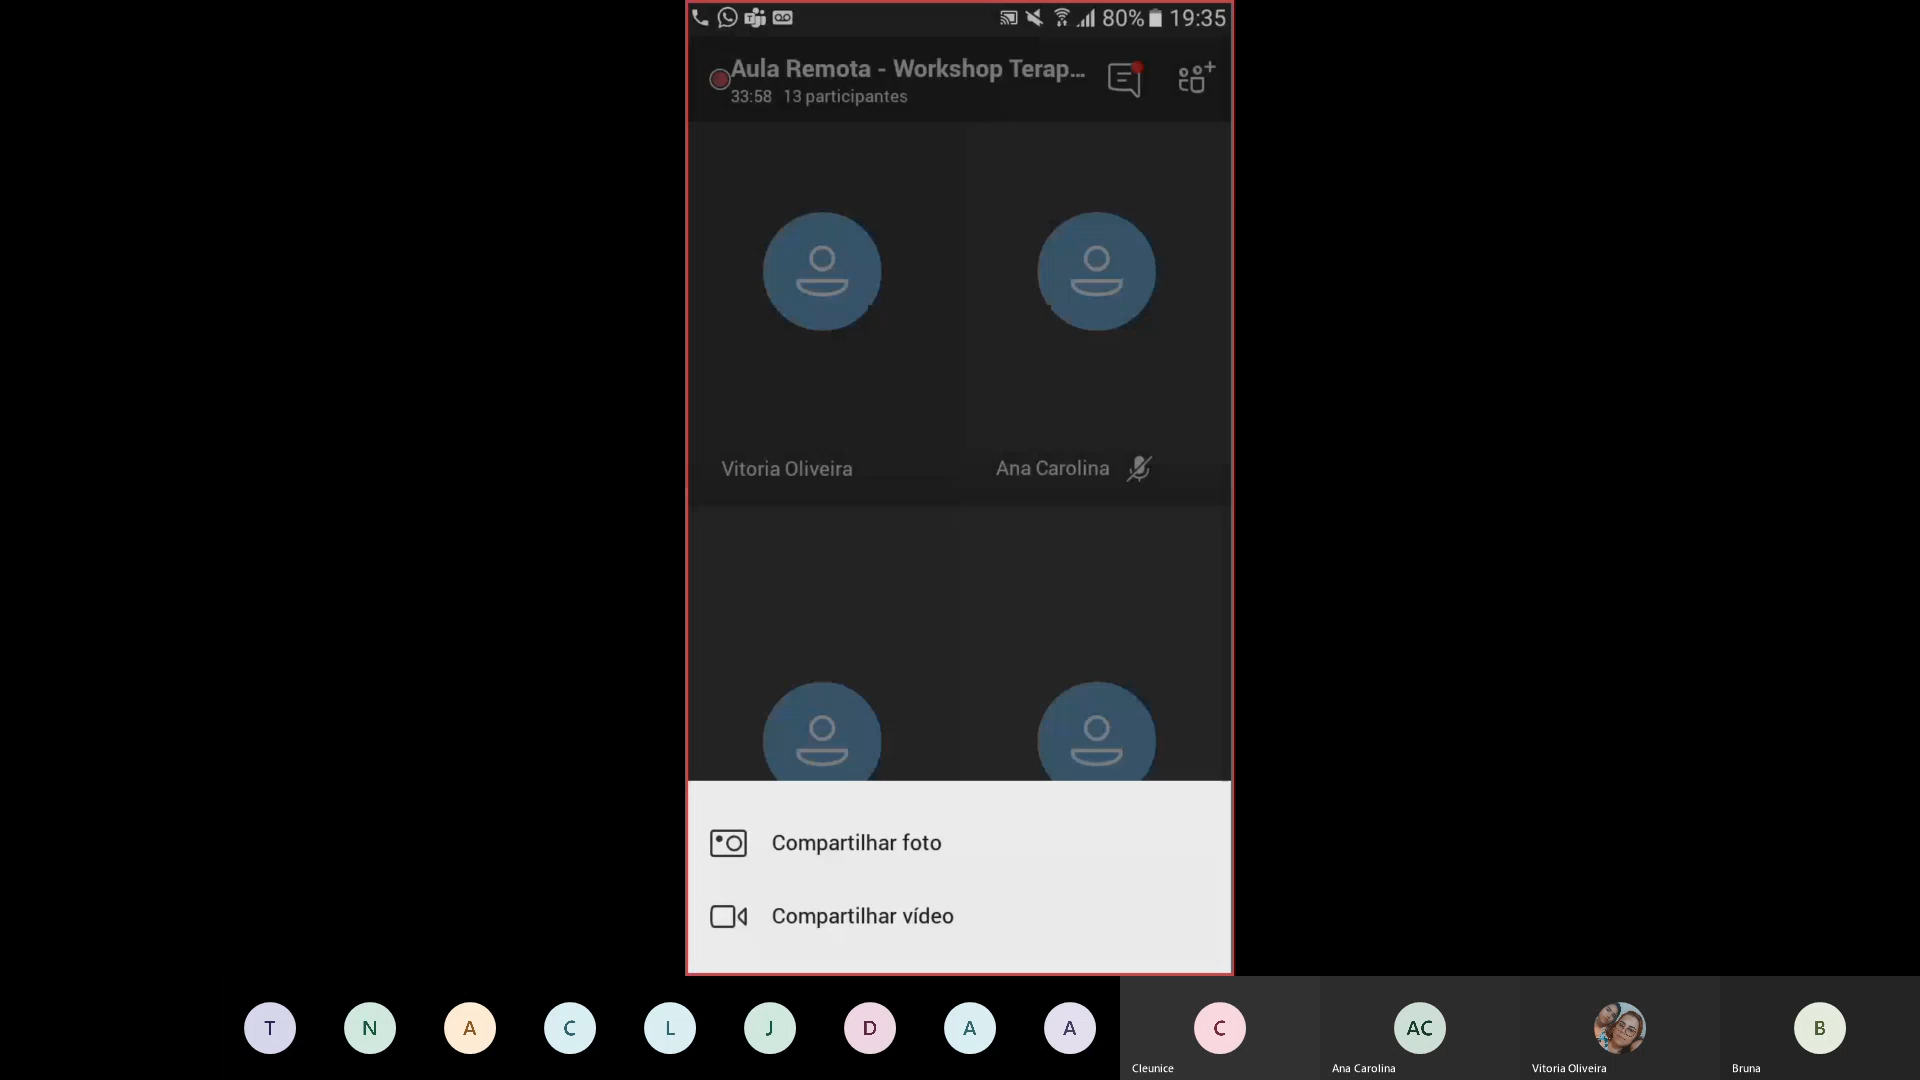 80% 19:35
Aula Remota - Workshop Terap...
33:58 13 participantes
Vitoria Oliveira
Ana Carolina
Compartilhar foto
Compartilhar vídeo
T N A C L J D A A C AC B
Cleunice Ana Carolina Vitoria Oliveira Bruna